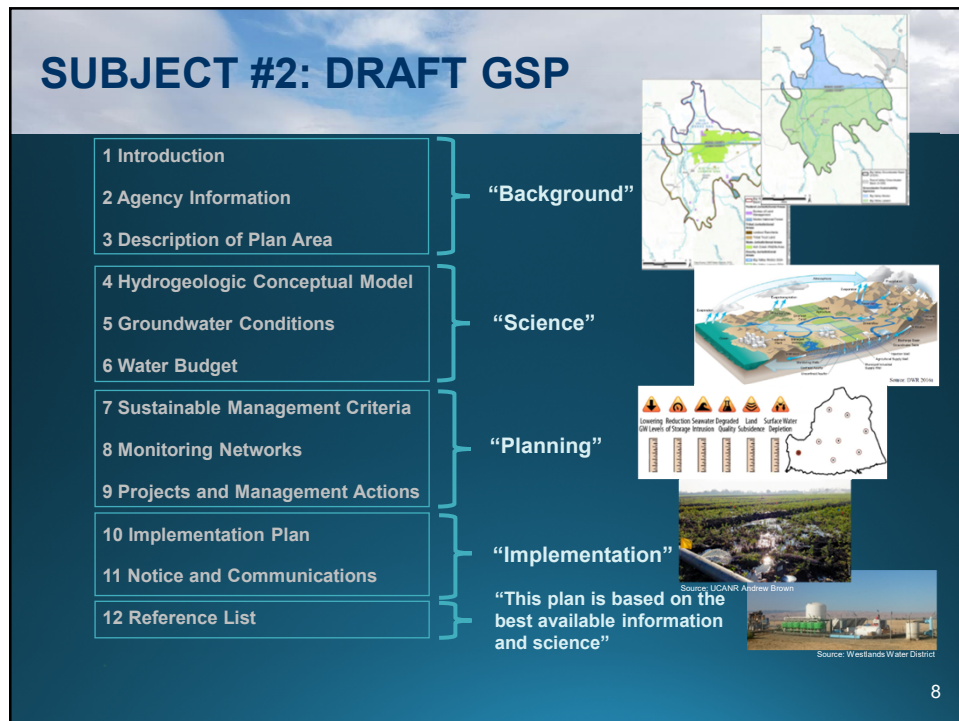 SUBJECT #2: DRAFT GSP
1 Introduction
2 Agency Information
3 Description of Plan Area
“Background”
4 Hydrogeologic Conceptual Model
5 Groundwater Conditions
6 Water Budget
“Science”
Source: DWR 2016a
7 Sustainable Management Criteria
8 Monitoring Networks
9 Projects and Management Actions
“Planning”
Lowering GW Levels
Reduction of Storage
Seawater Intrusion
Degraded Quality
Land Subsidence
Surface Water Depletion
10 Implementation Plan
11 Notice and Communications
“Implementation”
Source: UCANR Andrew Brown
12 Reference List
“This plan is based on the
best available information
and science”
Source: Westlands Water District
8